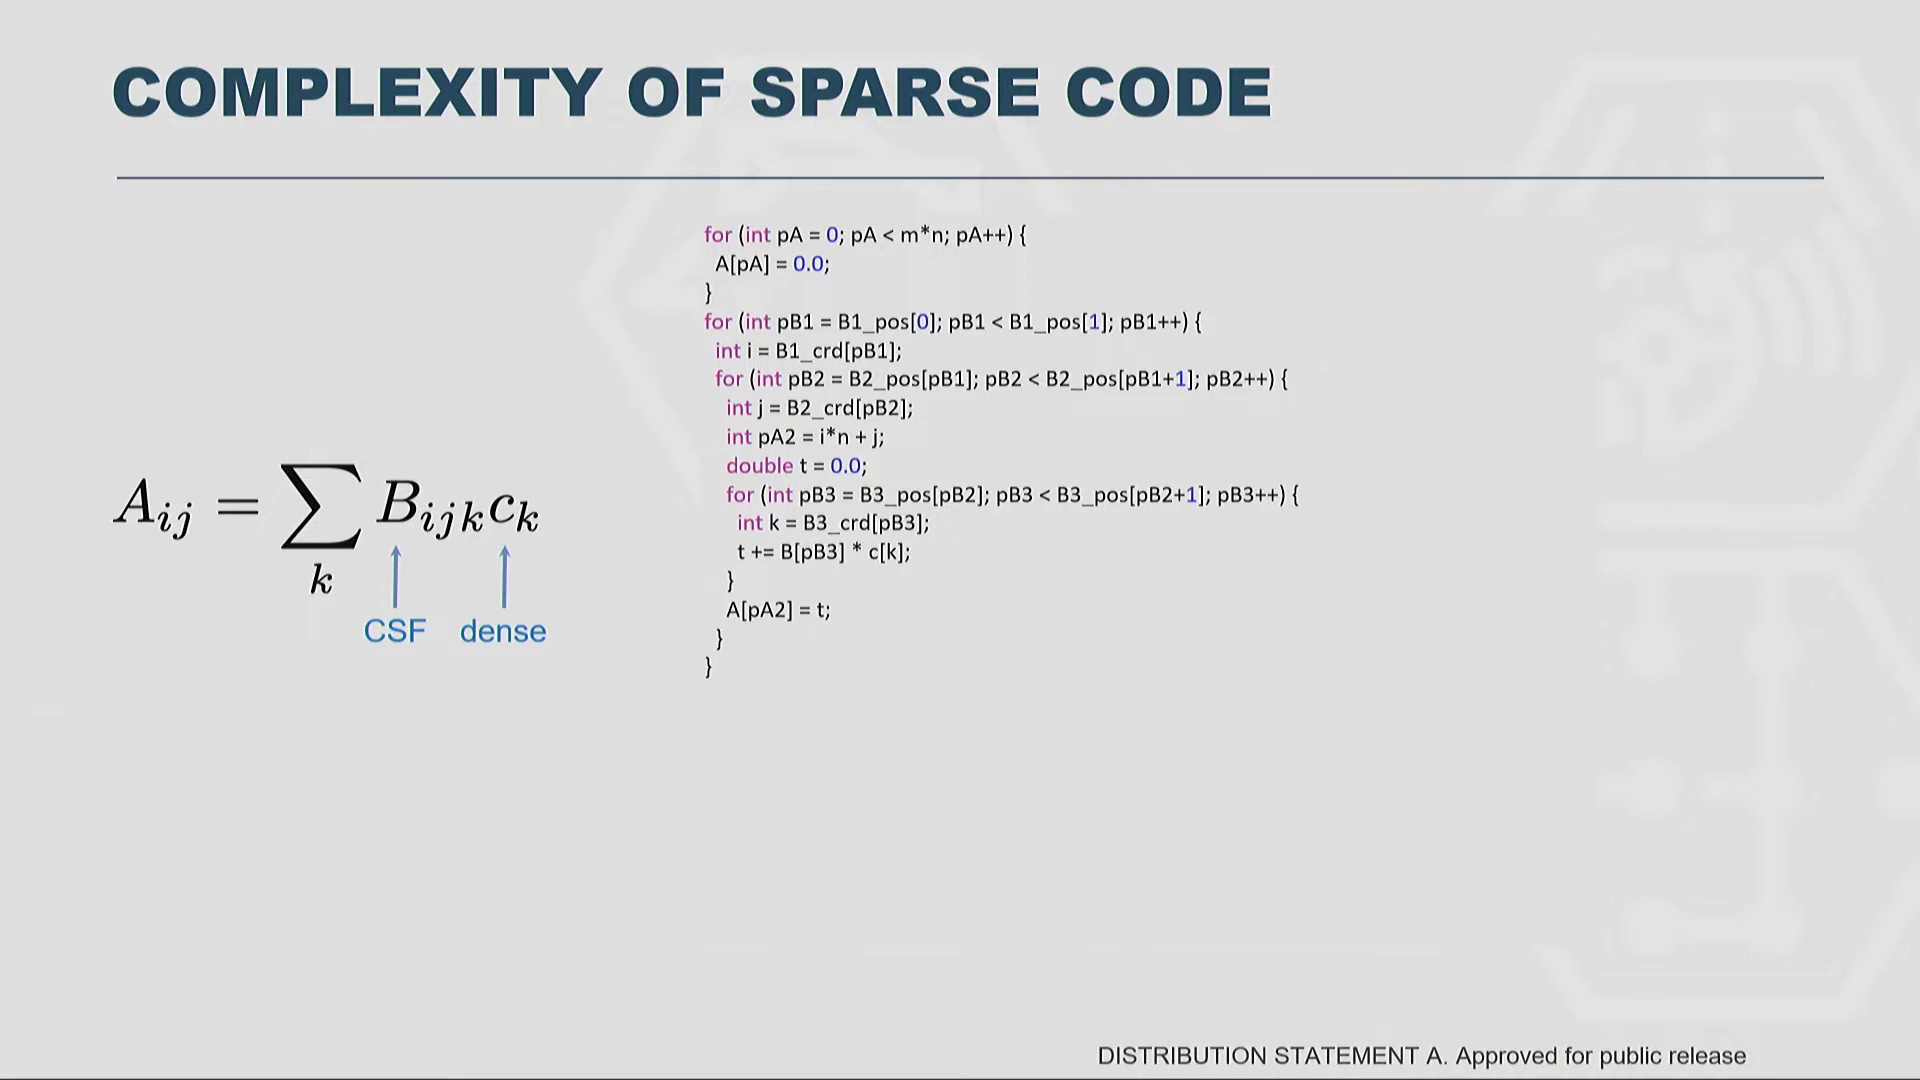 COMPLEXITY OF SPARSE CODE
for (int pA = 0; pA < m*n; pA++) {
A[pA] = 0.0;
}
for (int pB1 = B1_pos[0]; pB1 < B1_pos[1]; pB1++) {
int i = B1_crd[pB1];
for (int pB2 = B2_pos[pB1]; pB2 < B2_pos[pB1+1]; pB2++) {
int j = B2_crd[pB2];
int pA2 = i*n + j;
double t = 0.0;
for (int pB3 = B3_pos[pB2]; pB3 < B3_pos[pB2+1]; pB3++) {
int k = B3_crd[pB3];
t += B[pB3] * c[k];
}
A[pA2] = t;
}
}
A_{ij} = \sum_k B_{ijk} c_k
CSF dense
DISTRIBUTION STATEMENT A. Approved for public release